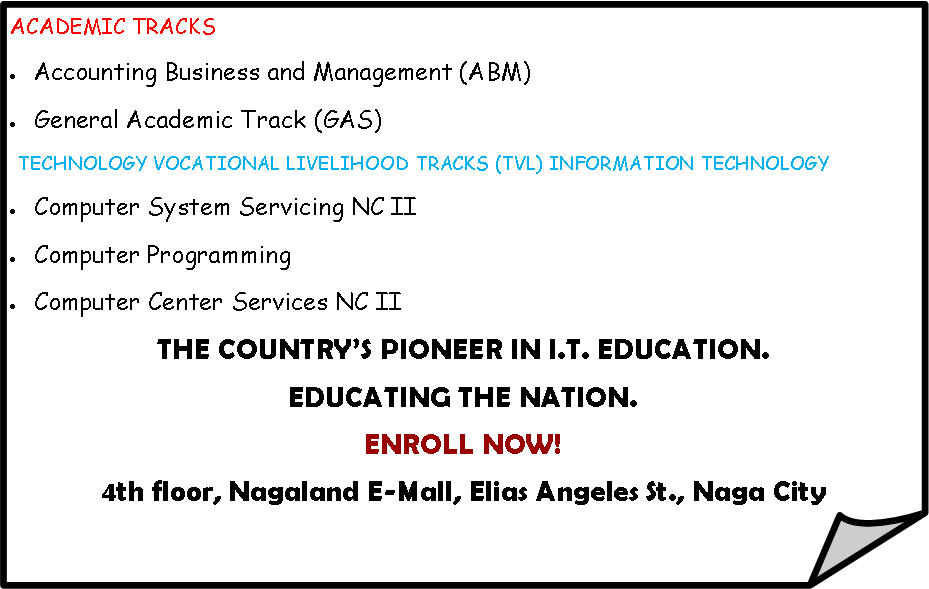 ACADEMIC TRACKS
• Accounting Business and Management (ABM)
• General Academic Track (GAS)
TECHNOLOGY VOCATIONAL LIVELIHOOD TRACKS (TVL) INFORMATION TECHNOLOGY
• Computer System Servicing NC II
• Computer Programming
• Computer Center Services NC II
THE COUNTRY’S PIONEER IN I.T. EDUCATION.
EDUCATING THE NATION.
ENROLL NOW!
4th floor, Nagaland E-Mall, Elias Angeles St., Naga City